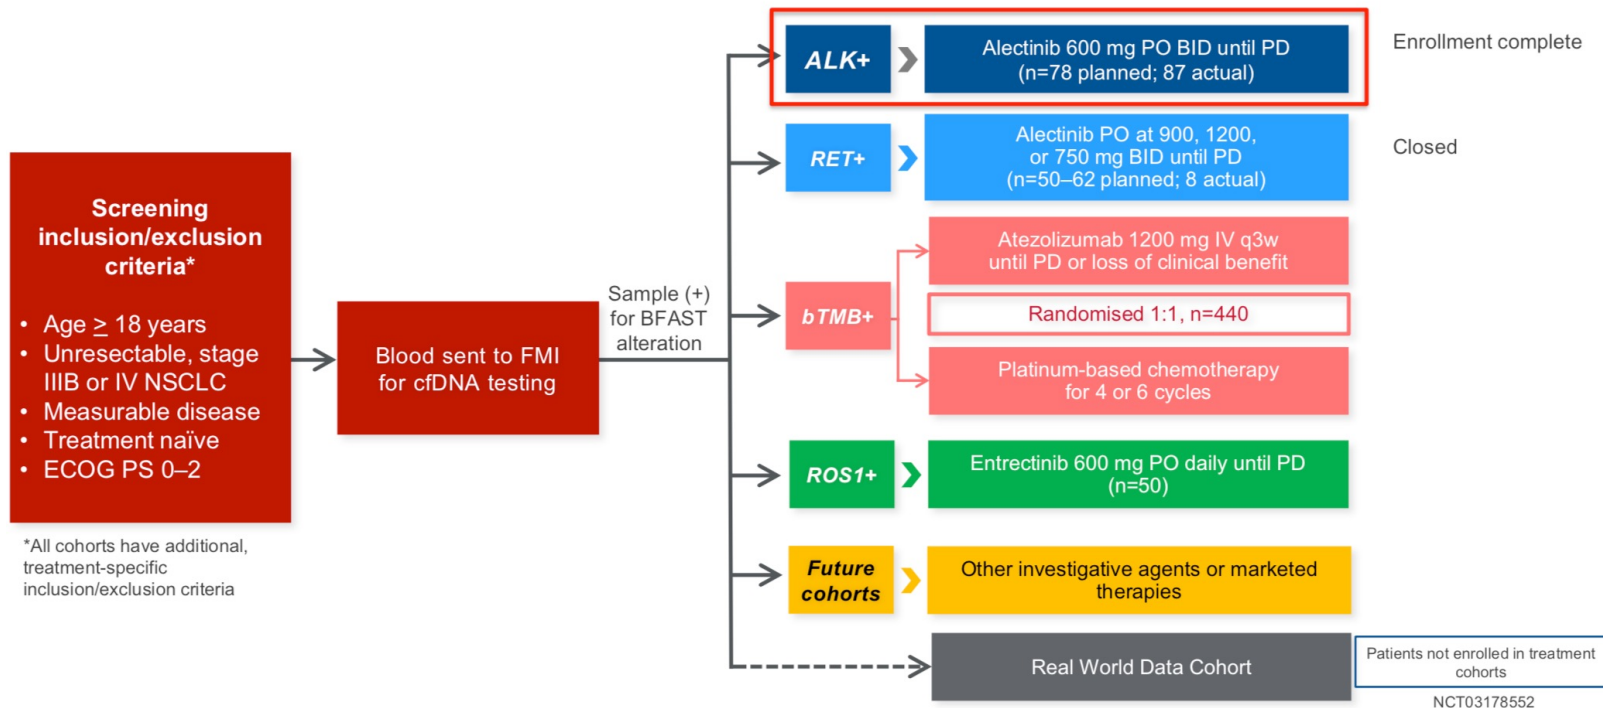 Screening
inclusion/exclusion
criteria*
• Age ≥ 18 years
• Unresectable, stage
IIIB or IV NSCLC
• Measurable disease
• Treatment naïve
• ECOG PS 0–2
*All cohorts have additional,
treatment-specific
inclusion/exclusion criteria
Blood sent to FMI
for cfDNA testing
Sample (+)
for BFAST
alteration
ALK+
Alectinib 600 mg PO BID until PD
(n=78 planned; 87 actual)
Enrollment complete
RET+
Alectinib PO at 900, 1200,
or 750 mg BID until PD
(n=50–62 planned; 8 actual)
Closed
bTMB+
Atezolizumab 1200 mg IV q3w
until PD or loss of clinical benefit
Randomised 1:1, n=440
Platinum-based chemotherapy
for 4 or 6 cycles
ROS1+
Entrectinib 600 mg PO daily until PD
(n=50)
Future
cohorts
Other investigative agents or marketed
therapies
Real World Data Cohort
Patients not enrolled in treatment
cohorts
NCT03178552